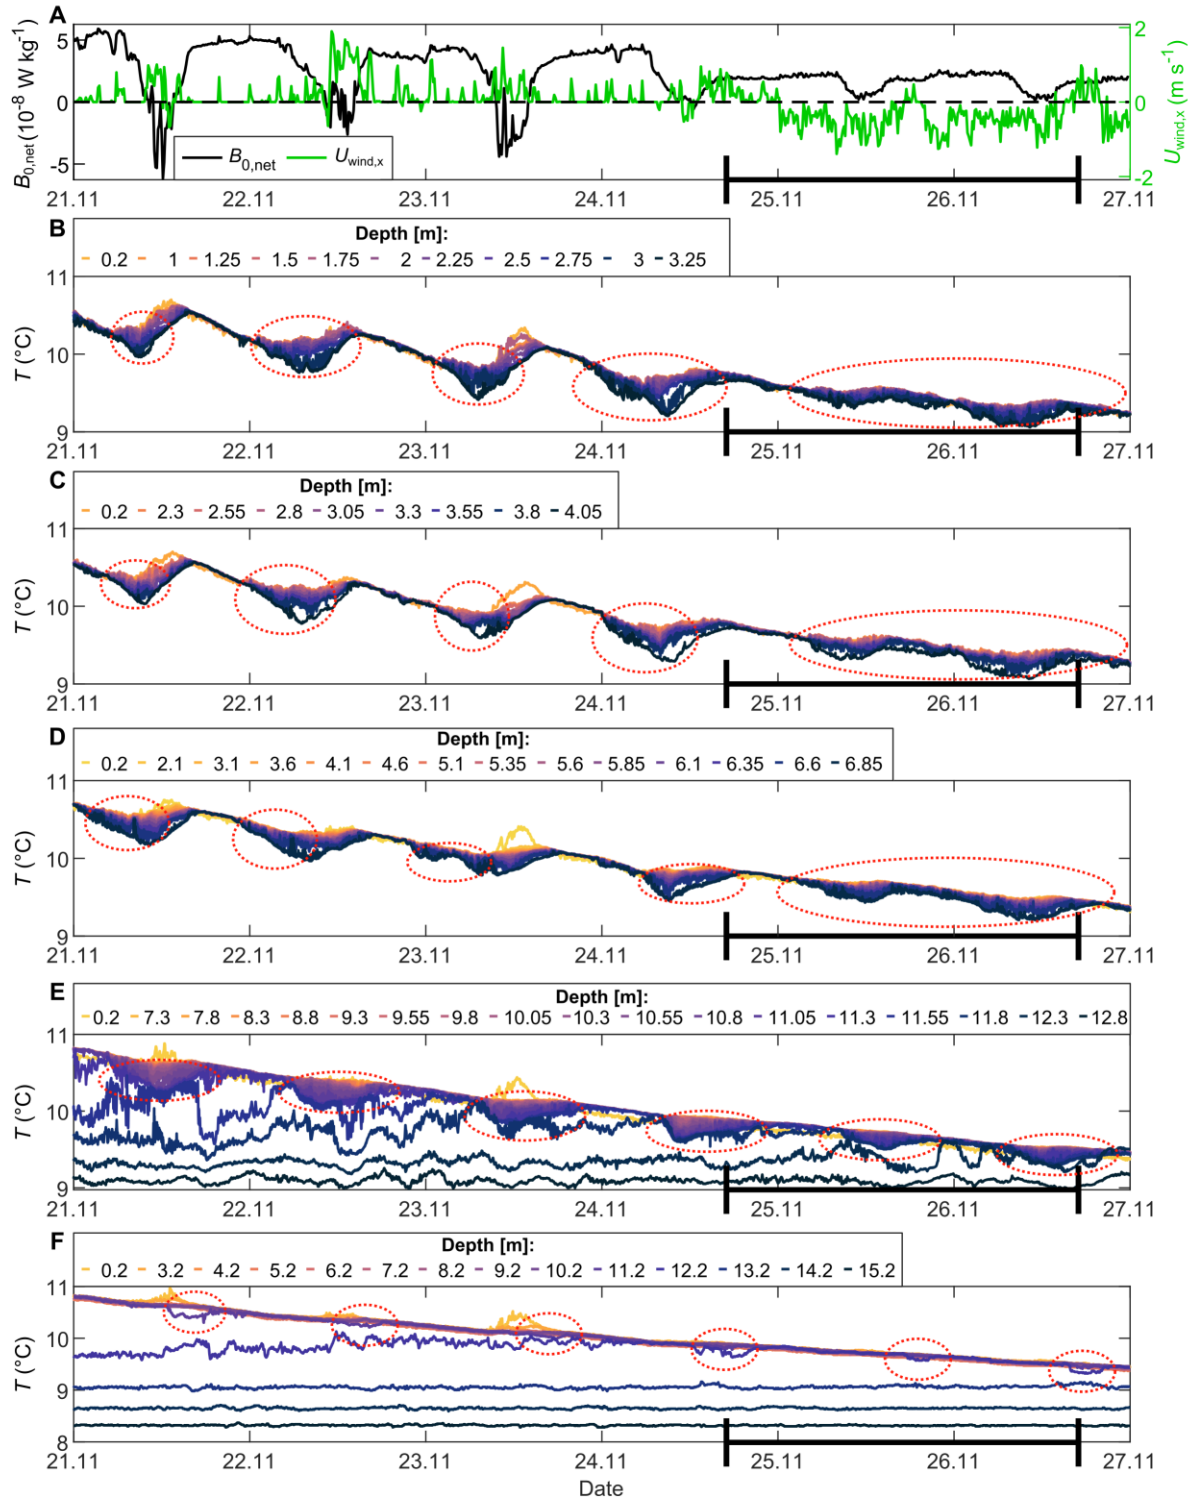 A
B0,net (10-8 W kg-1)
5
0
-5
2
0
-2
Uwind,x (m s-1)
B0,net Uwind,x
21.11 22.11 23.11 24.11 25.11 26.11 27.11
B
Depth [m]:
0.2 1 1.25 1.5 1.75 2 2.25 2.5 2.75 3 3.25
T (°C)
11
10
9
21.11 22.11 23.11 24.11 25.11 26.11 27.11
C
Depth [m]:
0.2 2.3 2.55 2.8 3.05 3.3 3.55 3.8 4.05
T (°C)
11
10
9
21.11 22.11 23.11 24.11 25.11 26.11 27.11
D
Depth [m]:
0.2 2.1 3.1 3.6 4.1 4.6 5.1 5.35 5.6 5.85 6.1 6.35 6.6 6.85
T (°C)
11
10
9
21.11 22.11 23.11 24.11 25.11 26.11 27.11
E
Depth [m]:
0.2 7.3 7.8 8.3 8.8 9.3 9.55 9.8 10.05 10.3 10.55 10.8 11.05 11.3 11.55 11.8 12.3 12.8
T (°C)
11
10
9
21.11 22.11 23.11 24.11 25.11 26.11 27.11
F
Depth [m]:
0.2 3.2 4.2 5.2 6.2 7.2 8.2 9.2 10.2 11.2 12.2 13.2 14.2 15.2
T (°C)
11
10
9
8
21.11 22.11 23.11 24.11 25.11 26.11 27.11
Date